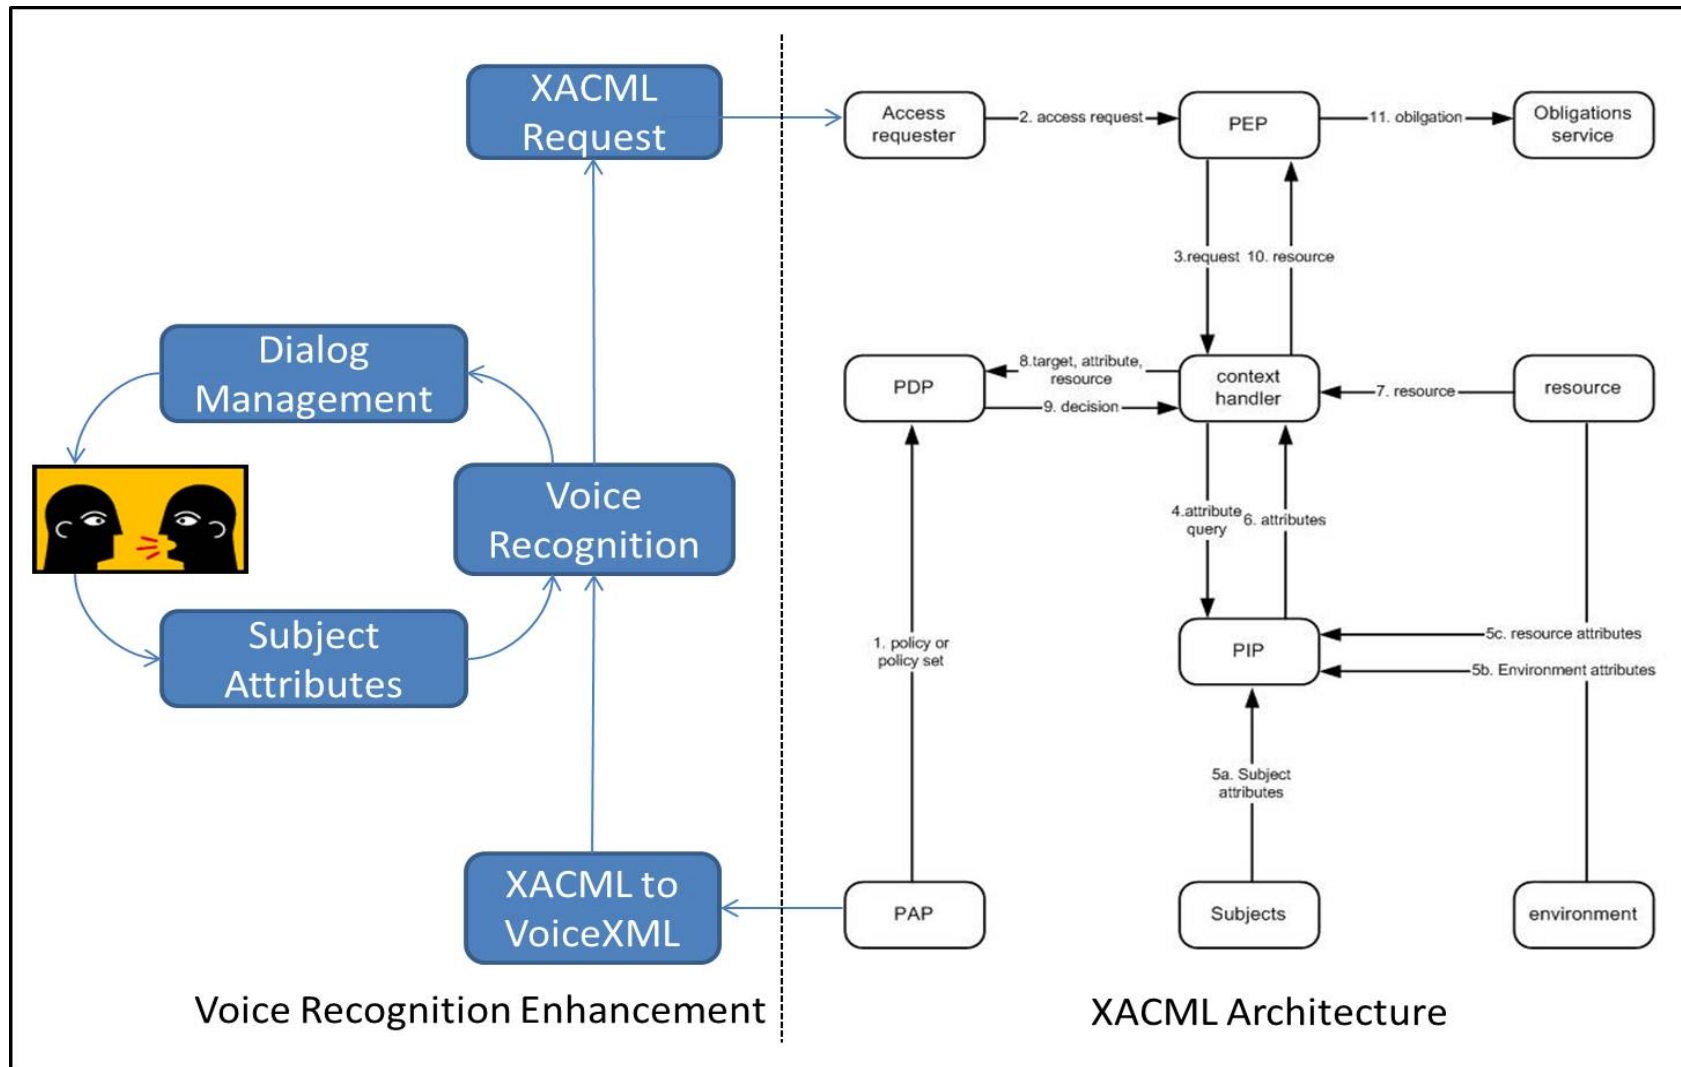 XACML
Request
Dialog
Management
Voice
Recognition
Subject
Attributes
XACML to
VoiceXML
Voice Recognition Enhancement
Access
requester
2. access request
PEP
11. obilgation
Obligations
service
3.request
10. resource
PDP
8.target, attribute,
resource
9. decision
context
handler
7. resource
resource
4.attribute
query
6. attributes
1. policy or
policy set
PIP
5c. resource attributes
5b. Environment attributes
5a. Subject
attributes
PAP
Subjects
environment
XACML Architecture